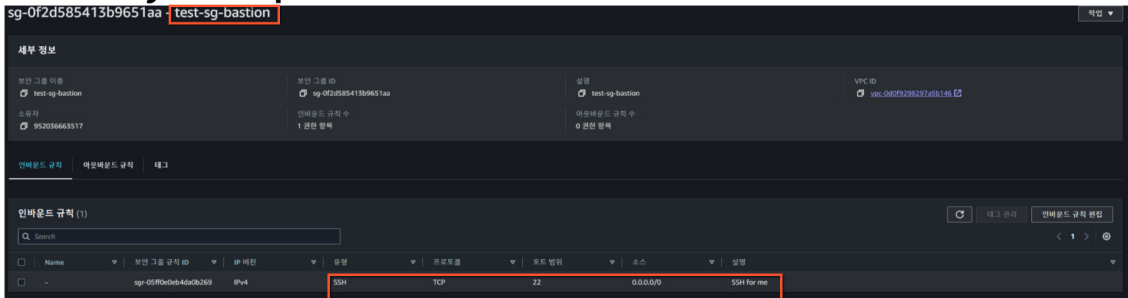 sg-0f2d585413b9651aa - test-sg-bastion
작업
세부 정보
보안 그룹 이름
test-sg-bastion
보안 그룹 ID
sg-0f2d585413b9651aa
설명
test-sg-bastion
VPC ID
vpc-0d0f9298297a5b146
소유자
952036663517
인바운드 규칙 수
1 권한 항목
아웃바운드 규칙 수
0 권한 항목
인바운드 규칙 아웃바운드 규칙 태그
인바운드 규칙 (1)
태그 관리 인바운드 규칙 편집
Search
1
Name 보안 그룹 규칙 ID IP 버전 유형 프로토콜 포트 범위 소스 설명
- sgr-05ff0e0eb4da0b269 IPv4 SSH TCP 22 0.0.0.0/0 SSH for me